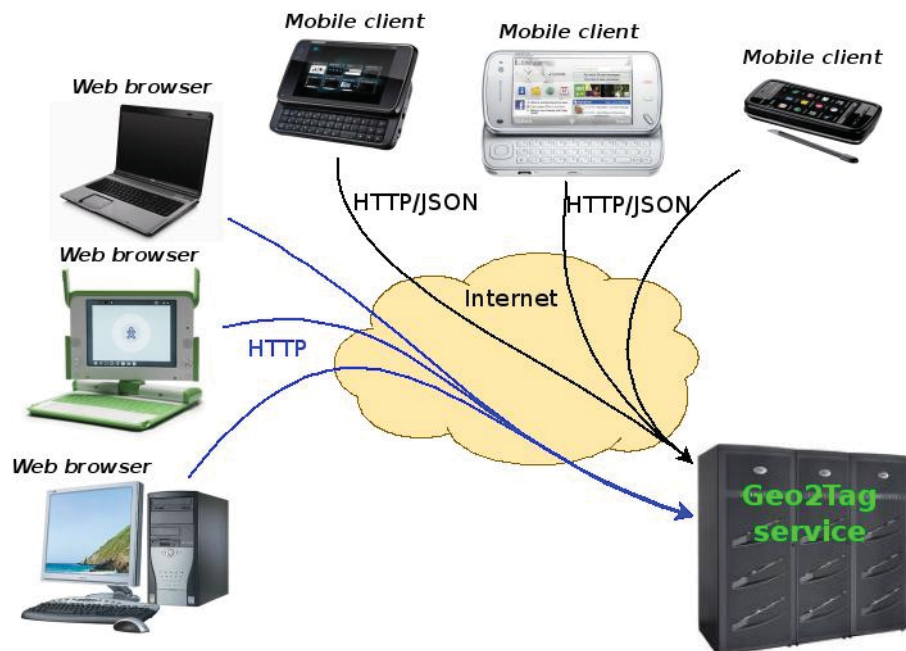 Mobile client
Mobile client
Mobile client
Web browser
HTTP/JSON
HTTP/JSON
Web browser
Internet
HTTP
Web browser
Geo2Tag
service